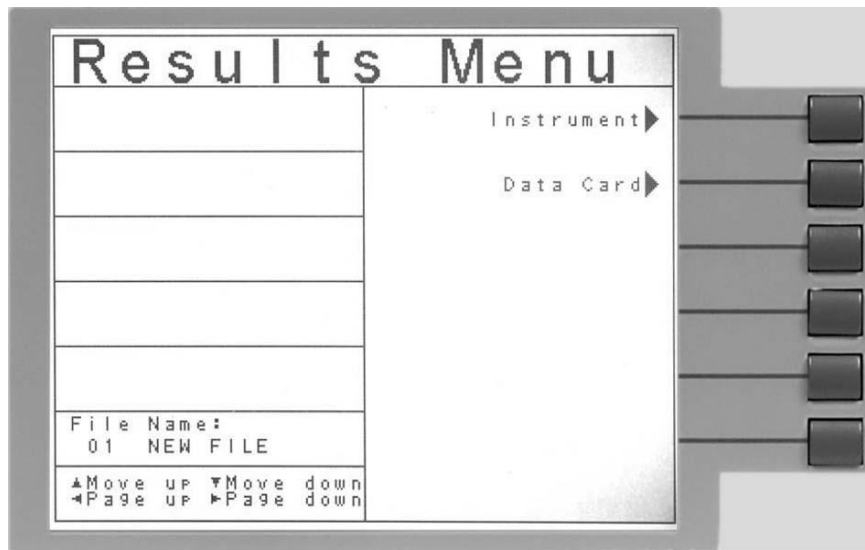 Results Menu
Instrument▶
Data Card▶
File Name:
01 NEW FILE
▲Move up ▼Move down
◀Page up ▶Page down